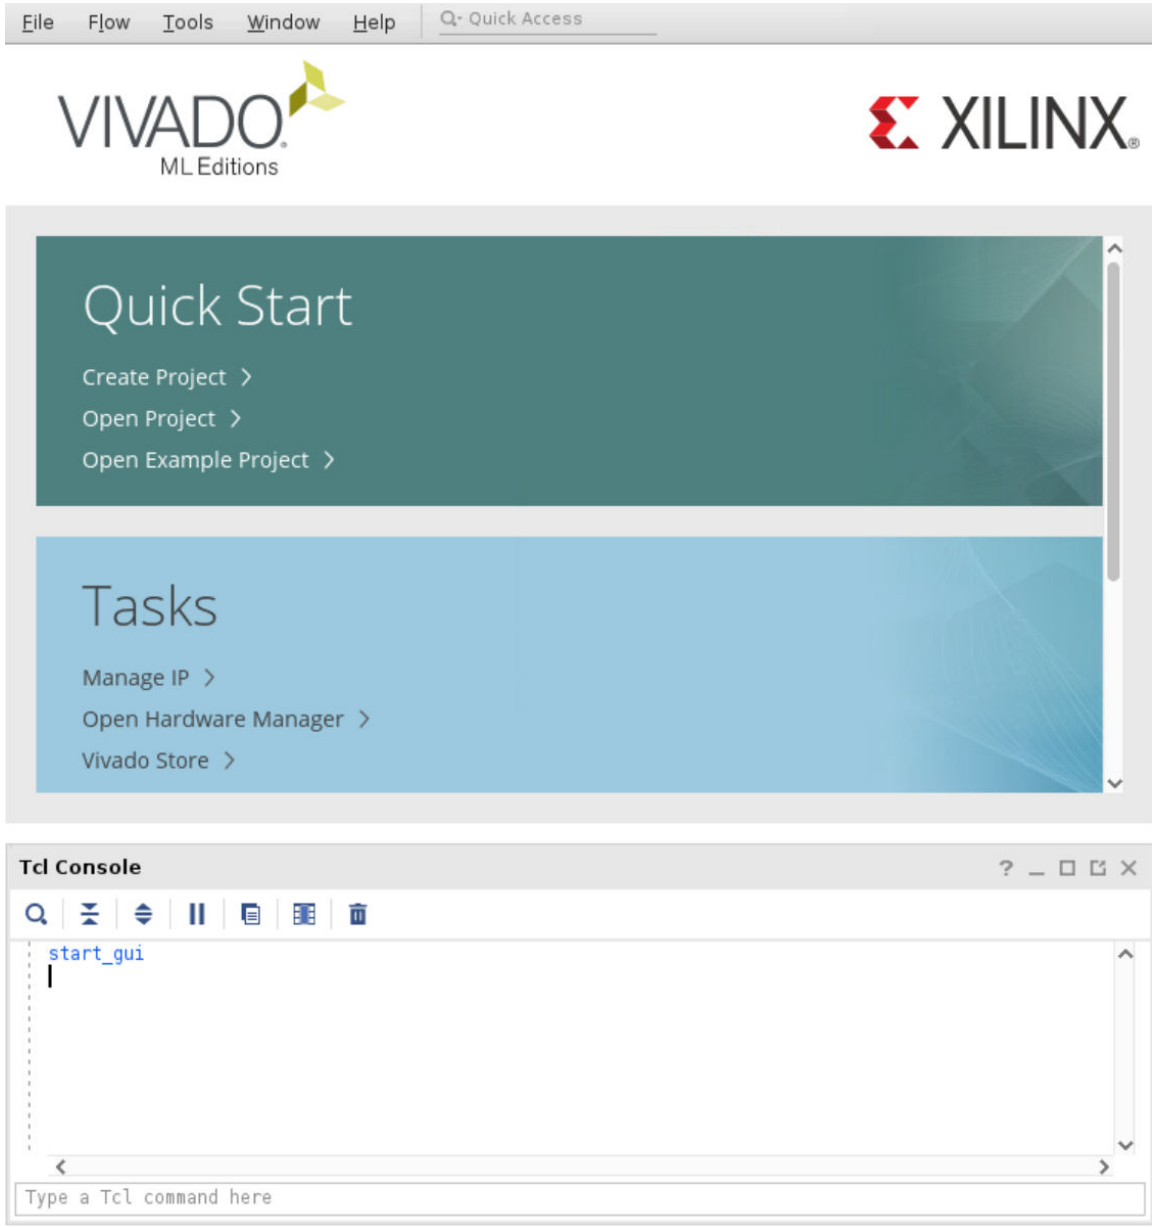 File Flow Tools Window Help Quick Access
VIVADO.
ML Editions
XILINX®
Quick Start
Create Project
Open Project
Open Example Project
Tasks
Manage IP
Open Hardware Manager
Vivado Store
Tcl Console
start_gui
Type a Tcl command here